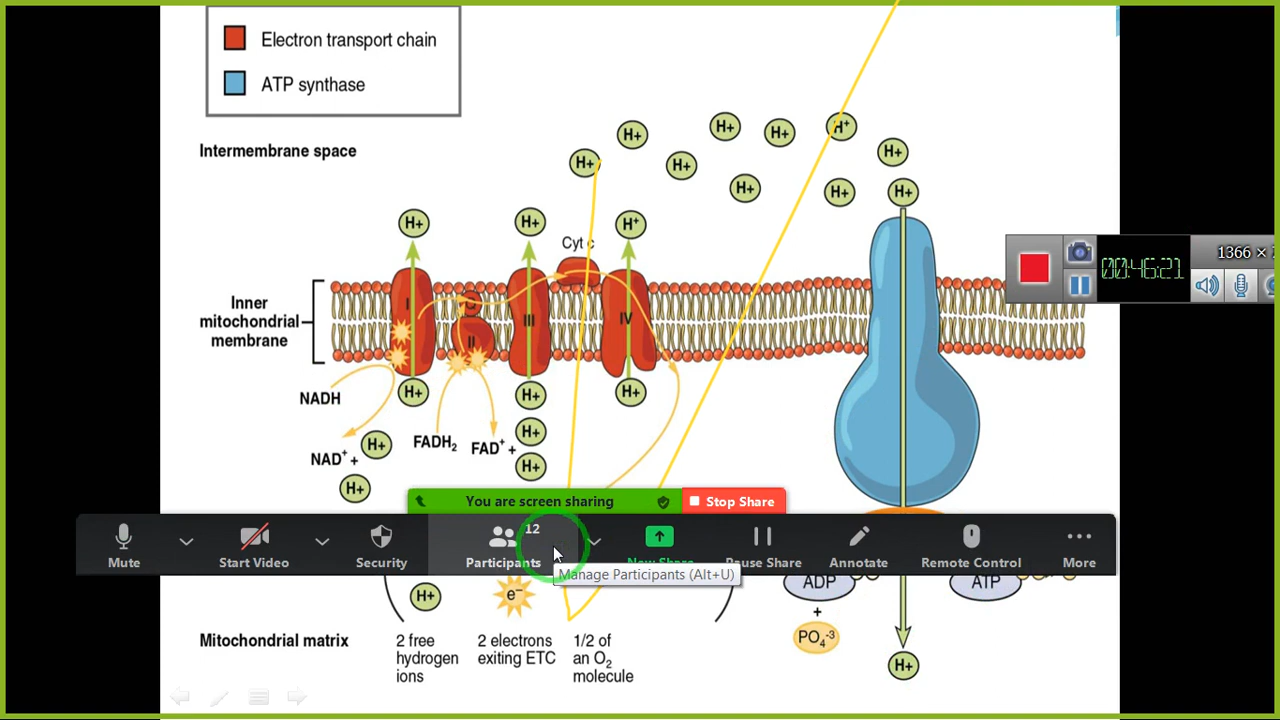 Electron transport chain
ATP synthase
Intermembrane space
H+
H+
H+
H+
H+
H+
H+
H+
H+
H+
H+
H+
H+
Cyt c
00:46:21
1366 ×
Inner
mitochondrial
membrane
I
II
III
IV
NADH
H+
H+
H+
NAD⁺ +
H+
H+
FADH₂
FAD⁺ +
H+
H+
You are screen sharing
Stop Share
12
Mute
Start Video
Security
Participants
Pause Share
Annotate
Remote Control
More
Manage Participants (Alt+U)
H+
e⁻
ADP
+
PO₄⁻³
ATP
H+
Mitochondrial matrix
2 free
hydrogen
ions
2 electrons
exiting ETC
1/2 of
an O₂
molecule